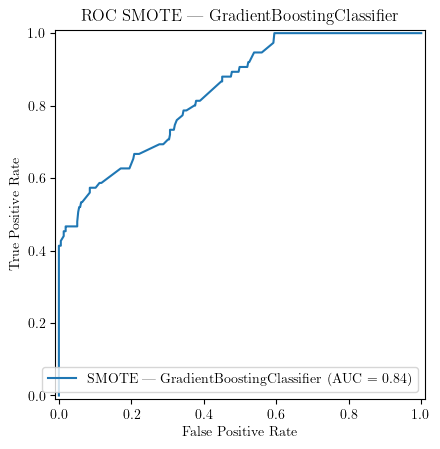 ROC SMOTE — GradientBoostingClassifier
1.0
0.8
0.6
0.4
0.2
0.0
True Positive Rate
SMOTE — GradientBoostingClassifier (AUC = 0.84)
0.0 0.2 0.4 0.6 0.8 1.0
False Positive Rate